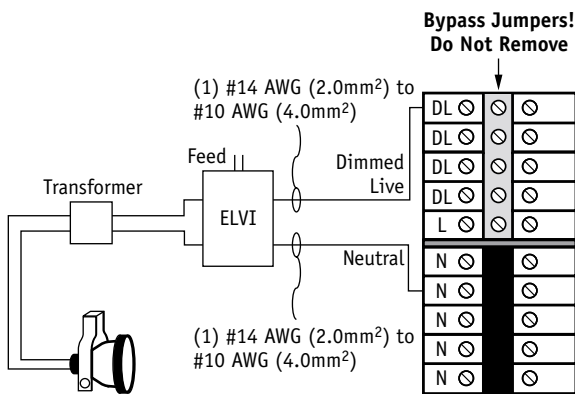 Bypass Jumpers!
Do Not Remove
(1) #14 AWG (2.0mm²) to
#10 AWG (4.0mm²)
Feed
Dimmed
Live
Transformer
ELVI
Neutral
(1) #14 AWG (2.0mm²) to
#10 AWG (4.0mm²)
DL
DL
DL
DL
L
N
N
N
N
N